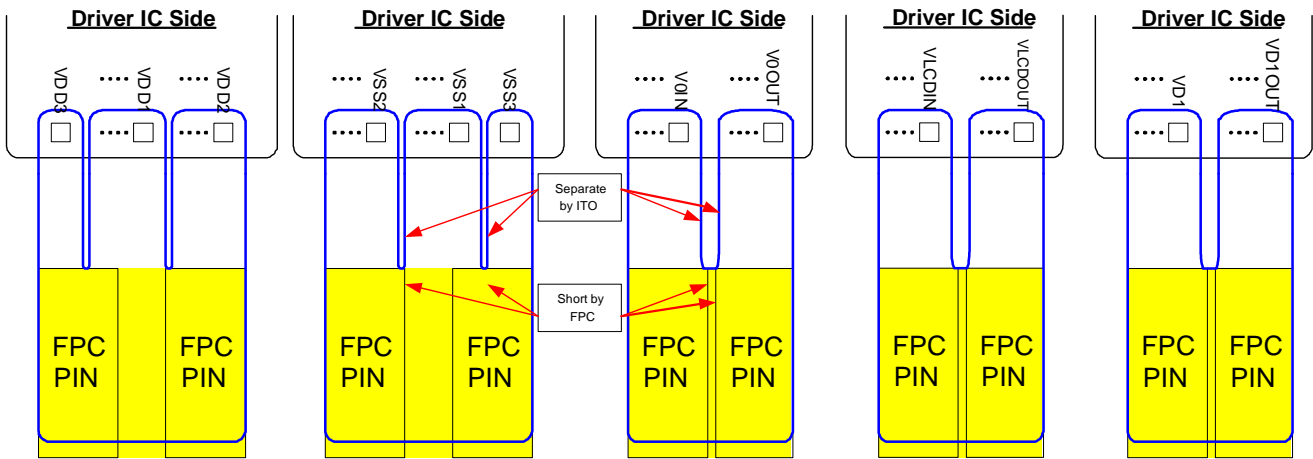 Driver IC Side
VDD3
VDD1
VDD2
FPC
PIN
FPC
PIN
Driver IC Side
VSS2
VSS1
VSS3
FPC
PIN
FPC
PIN
Separate
by ITO
Short by
FPC
Driver IC Side
V0IN
V0OUT
FPC
PIN
FPC
PIN
Driver IC Side
VLCDIN
VLCDOUT
FPC
PIN
FPC
PIN
Driver IC Side
VD1
VD1OUT
FPC
PIN
FPC
PIN